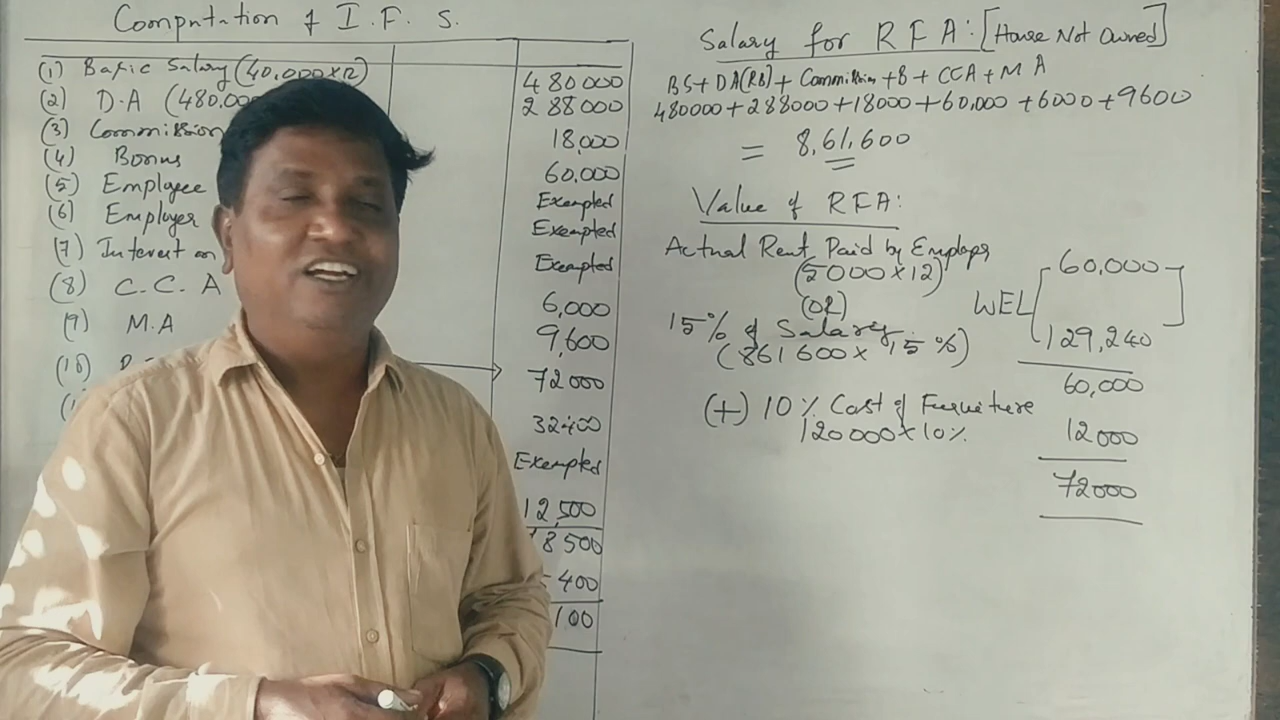 Computation of I. F. S.
(1) Basic Salary (40,000x12) 480000
(2) D.A (480,00 288000
(3) Commission 18,000
(4) Bonus 60,000
(5) Employee Exempted
(6) Employer Exempted
(7) Interest on Exempted
(8) C. C. A 6,000
(9) M.A 9,600
(10) 72000
32400
Exempted
12,500
8500
400
100
Salary for R F A: [House Not Owned]
BS + DA(RB) + Commission + B + CCA + MA
480000 + 288000 + 18000 + 60,000 + 6000 + 9600
= 8,61,600
Value of RFA:
Actual Rent Paid by Employer
(5000 x 12) 60,000
(or) WEL
15% of Salary
(861600 x 15%) 129,240
60,000
(+) 10% Cost of Furniture
120000 x 10% 12000
72000